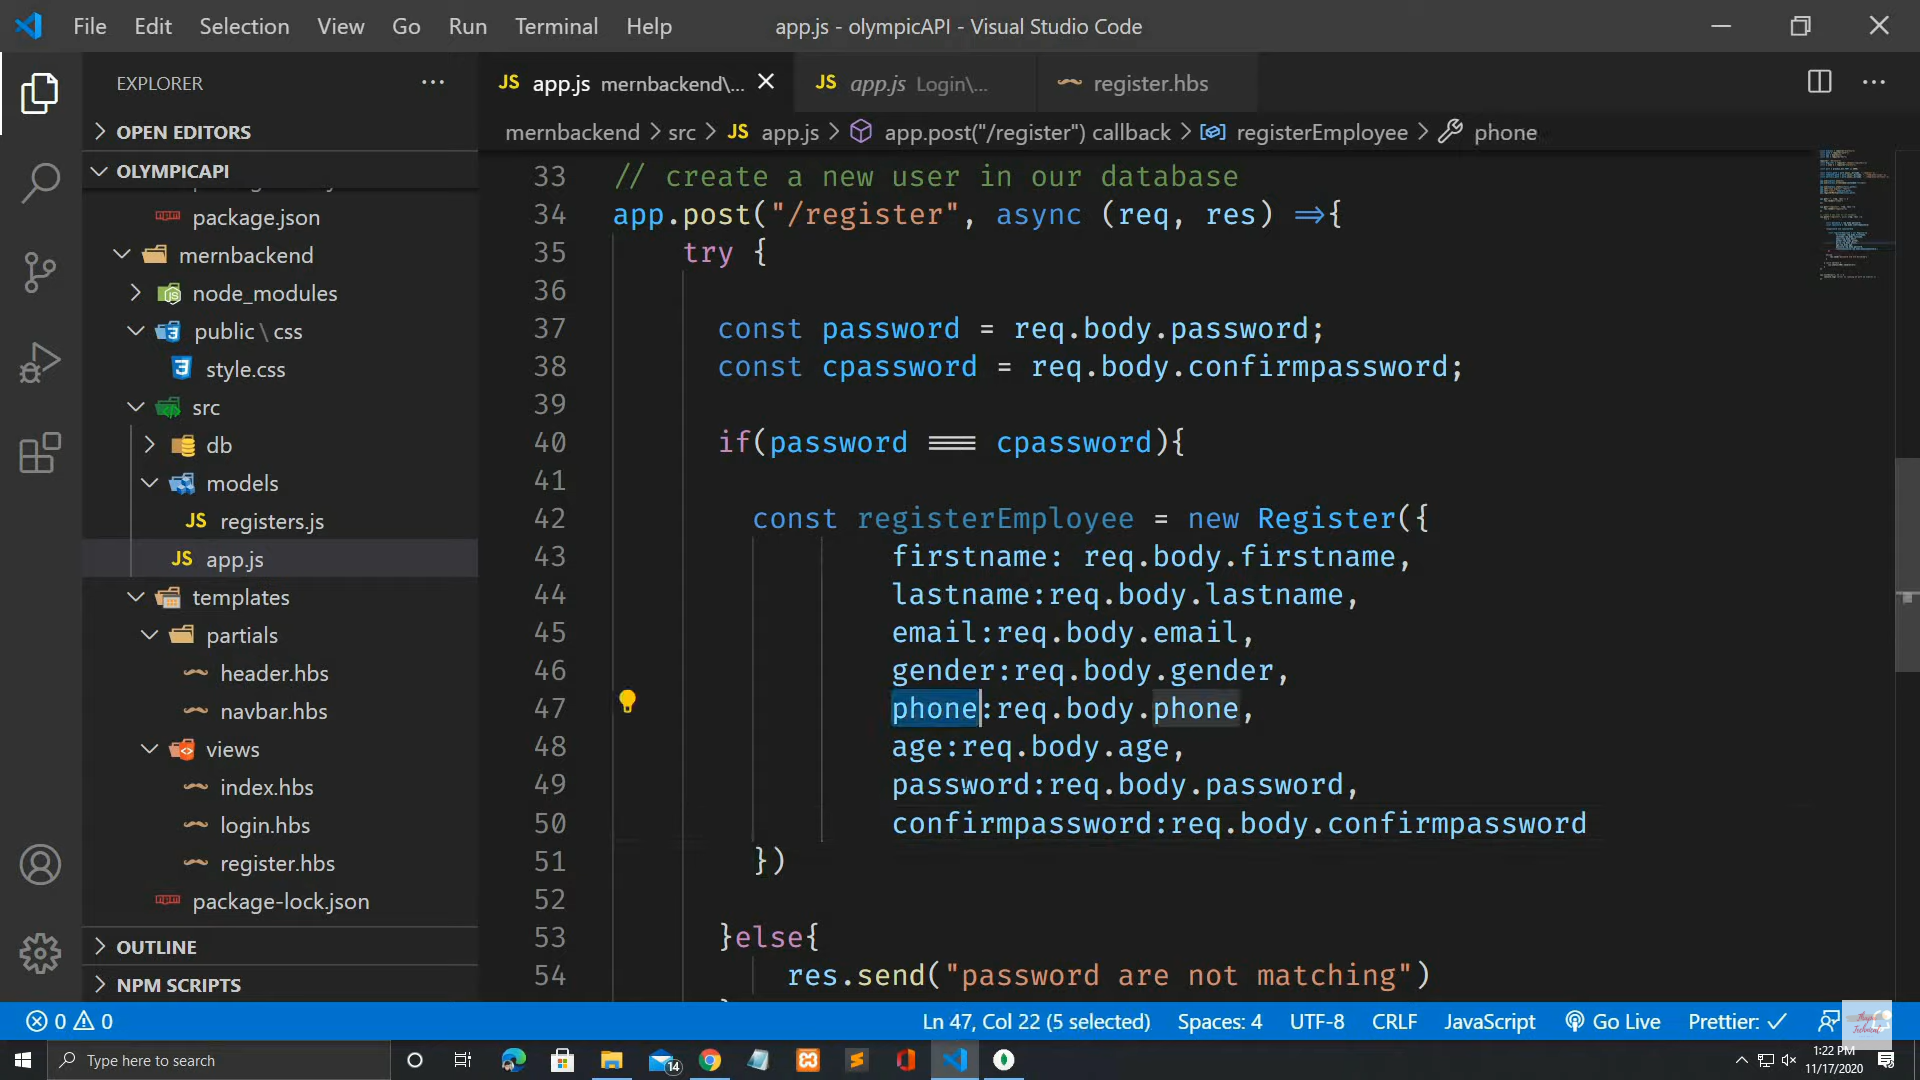 File Edit Selection View Go Run Terminal Help
app.js - olympicAPI - Visual Studio Code
EXPLORER
OPEN EDITORS
OLYMPICAPI
package.json
mernbackend
node_modules
public \ css
style.css
src
db
models
registers.js
app.js
templates
partials
header.hbs
navbar.hbs
views
index.hbs
login.hbs
register.hbs
package-lock.json
OUTLINE
NPM SCRIPTS
JS app.js mernbackend\... JS app.js Login\... register.hbs
mernbackend > src > JS app.js > app.post("/register") callback > registerEmployee > phone
33 // create a new user in our database
34 app.post("/register", async (req, res) =>{
35 try {
36
37 const password = req.body.password;
38 const cpassword = req.body.confirmpassword;
39
40 if(password === cpassword){
41
42 const registerEmployee = new Register({
43 firstname: req.body.firstname,
44 lastname:req.body.lastname,
45 email:req.body.email,
46 gender:req.body.gender,
47 phone:req.body.phone,
48 age:req.body.age,
49 password:req.body.password,
50 confirmpassword:req.body.confirmpassword
51 })
52
53 }else{
54 res.send("password are not matching")
0 0 Ln 47, Col 22 (5 selected) Spaces: 4 UTF-8 CRLF JavaScript Go Live Prettier: ✓
Type here to search
14
1:22 PM
11/17/2020